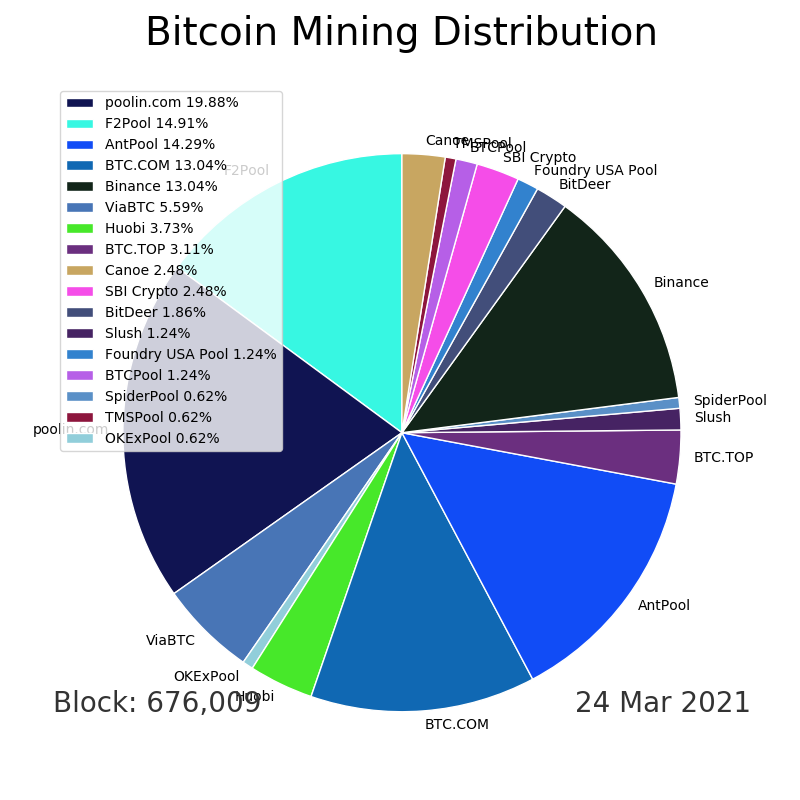 Bitcoin Mining Distribution
poolin.com 19.88%
F2Pool 14.91%
AntPool 14.29%
BTC.COM 13.04%
Binance 13.04%
ViaBTC 5.59%
Huobi 3.73%
BTC.TOP 3.11%
Canoe 2.48%
SBI Crypto 2.48%
BitDeer 1.86%
Slush 1.24%
Foundry USA Pool 1.24%
BTCPool 1.24%
SpiderPool 0.62%
TMSPool 0.62%
OKExPool 0.62%
Canoe
TMSPool
BTCPool
SBI Crypto
Foundry USA Pool
BitDeer
Binance
SpiderPool
Slush
BTC.TOP
AntPool
BTC.COM
Huobi
OKExPool
ViaBTC
poolin.com
F2Pool
Block: 676,009
24 Mar 2021